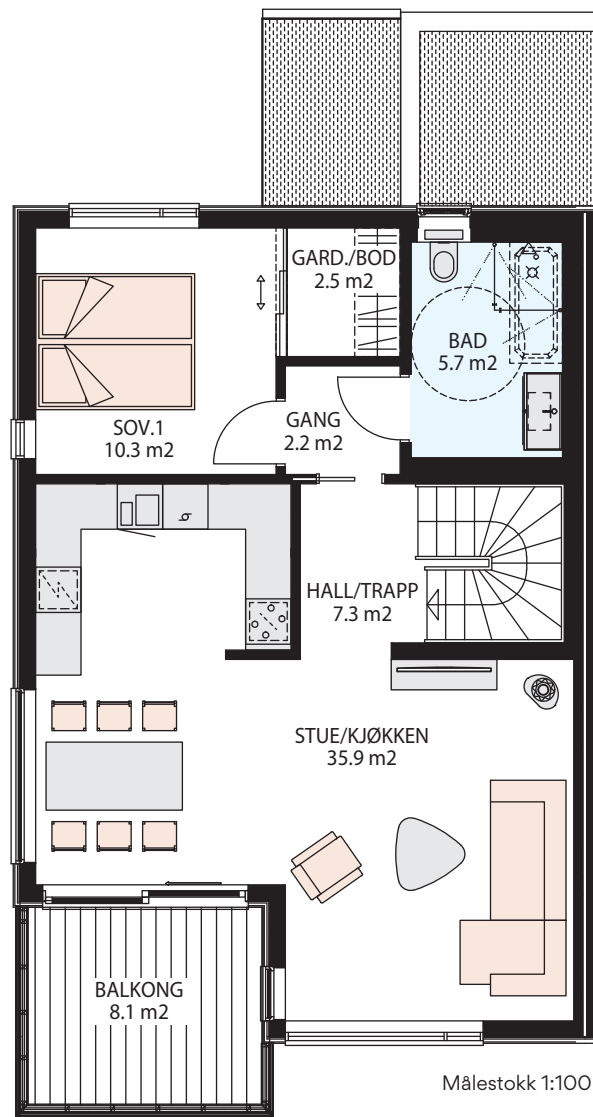 GARD./BOD
2.5 m2
BAD
5.7 m2
SOV.1
10.3 m2
GANG
2.2 m2
HALL/TRAPP
7.3 m2
STUE/KJØKKEN
35.9 m2
BALKONG
8.1 m2
Målestokk 1:100